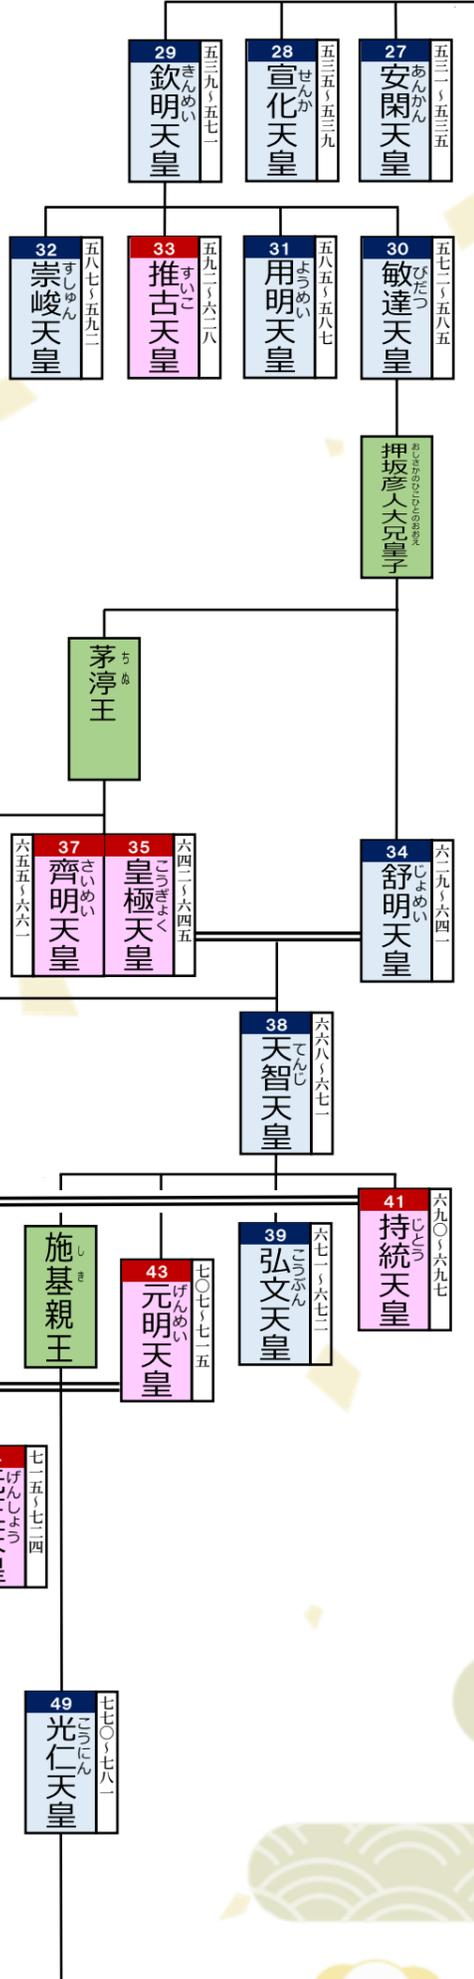 27
安閑天皇
あんかん
五三一〜五三五
28
宣化天皇
せんか
五三五〜五三九
29
欽明天皇
きんめい
五三九〜五七一
30
敏達天皇
びだつ
五七二〜五八五
31
用明天皇
ようめい
五八五〜五八七
33
推古天皇
すいこ
五九二〜六二八
32
崇峻天皇
すしゅん
五八七〜五九二
押坂彦人大兄皇子
おしさかのひこひとのおおえ
茅渟王
ちぬ
34
舒明天皇
じょめい
六二九〜六四一
35
皇極天皇
こうぎょく
六四二〜六四五
37
齊明天皇
さいめい
六五五〜六六一
38
天智天皇
てんじ
六六八〜六七一
41
持統天皇
じとう
六九〇〜六九七
39
弘文天皇
こうぶん
六七一〜六七二
43
元明天皇
げんめい
七〇七〜七一五
施基親王
しき
げんしょう
七一五〜七二四
49
光仁天皇
こうにん
七七〇〜七八一